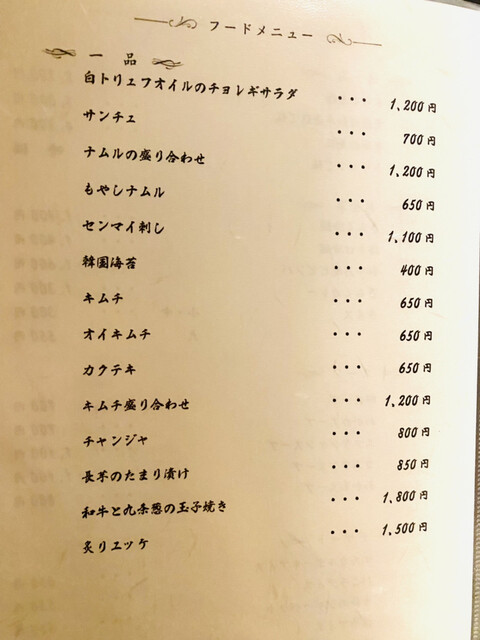 フードメニュー
一品
白トリュフオイルのチョレギサラダ ・・・ 1,200円
サンチュ ・・・ 700円
ナムルの盛り合わせ ・・・ 1,200円
もやしナムル ・・・ 650円
センマイ刺し ・・・ 1,100円
韓国海苔 ・・・ 400円
キムチ ・・・ 650円
オイキムチ ・・・ 650円
カクテキ ・・・ 650円
キムチ盛り合わせ ・・・ 1,200円
チャンジャ ・・・ 800円
長芋のたまり漬け ・・・ 850円
和牛と九条葱の玉子焼き ・・・ 1,800円
炙りユッケ ・・・ 1,500円